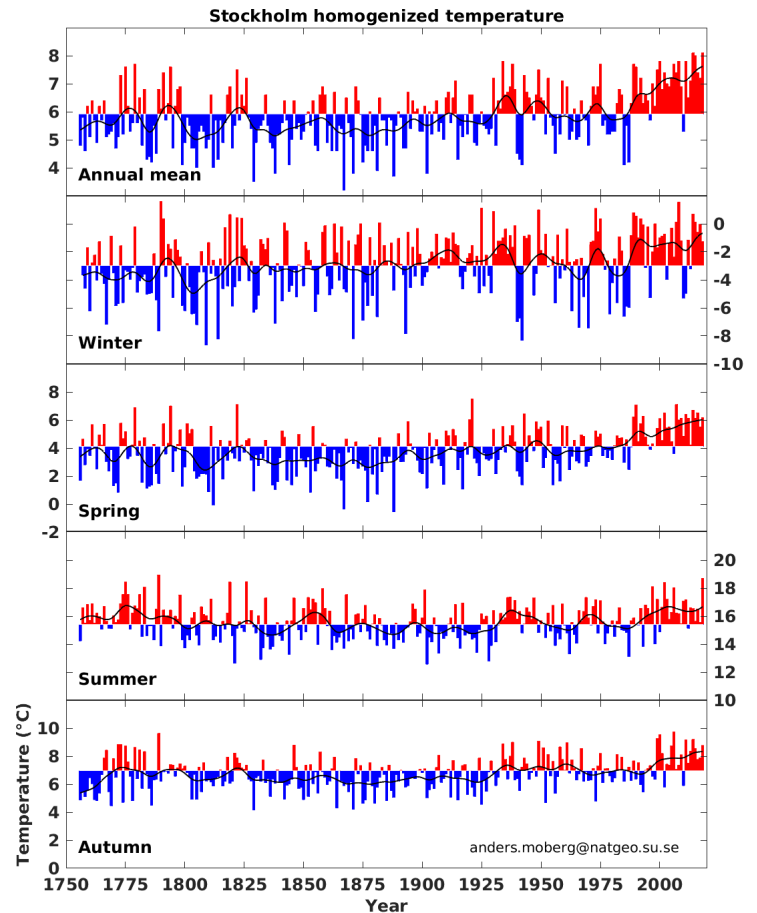 Stockholm homogenized temperature
8
7
6
5
4
Annual mean
0
-2
-4
-6
-8
-10
Winter
8
6
4
2
0
-2
Spring
20
18
16
14
12
10
Summer
10
8
6
4
2
0
Autumn
anders.moberg@natgeo.su.se
Temperature (°C)
1750 1775 1800 1825 1850 1875 1900 1925 1950 1975 2000
Year